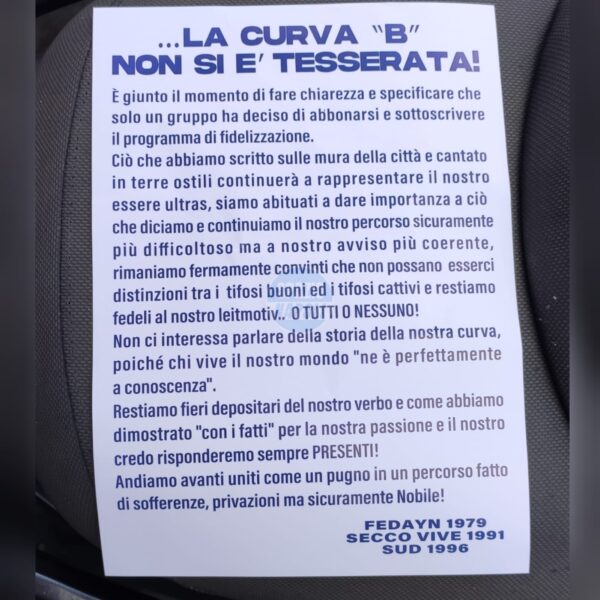 ...LA CURVA "B"
NON SI E' TESSERATA!
È giunto il momento di fare chiarezza e specificare che
solo un gruppo ha deciso di abbonarsi e sottoscrivere
il programma di fidelizzazione.
Ciò che abbiamo scritto sulle mura della città e cantato
in terre ostili continuerà a rappresentare il nostro
essere ultras, siamo abituati a dare importanza a ciò
che diciamo e continuiamo il nostro percorso sicuramente
più difficoltoso ma a nostro avviso più coerente,
rimaniamo fermamente convinti che non possano esserci
distinzioni tra i tifosi buoni ed i tifosi cattivi e restiamo
fedeli al nostro leitmotiv.. O TUTTI O NESSUNO!
Non ci interessa parlare della storia della nostra curva,
poiché chi vive il nostro mondo "ne è perfettamente
a conoscenza".
Restiamo fieri depositari del nostro verbo e come abbiamo
dimostrato "con i fatti" per la nostra passione e il nostro
credo risponderemo sempre PRESENTI!
Andiamo avanti uniti come un pugno in un percorso fatto
di sofferenze, privazioni ma sicuramente Nobile!
FEDAYN 1979
SECCO VIVE 1991
SUD 1996